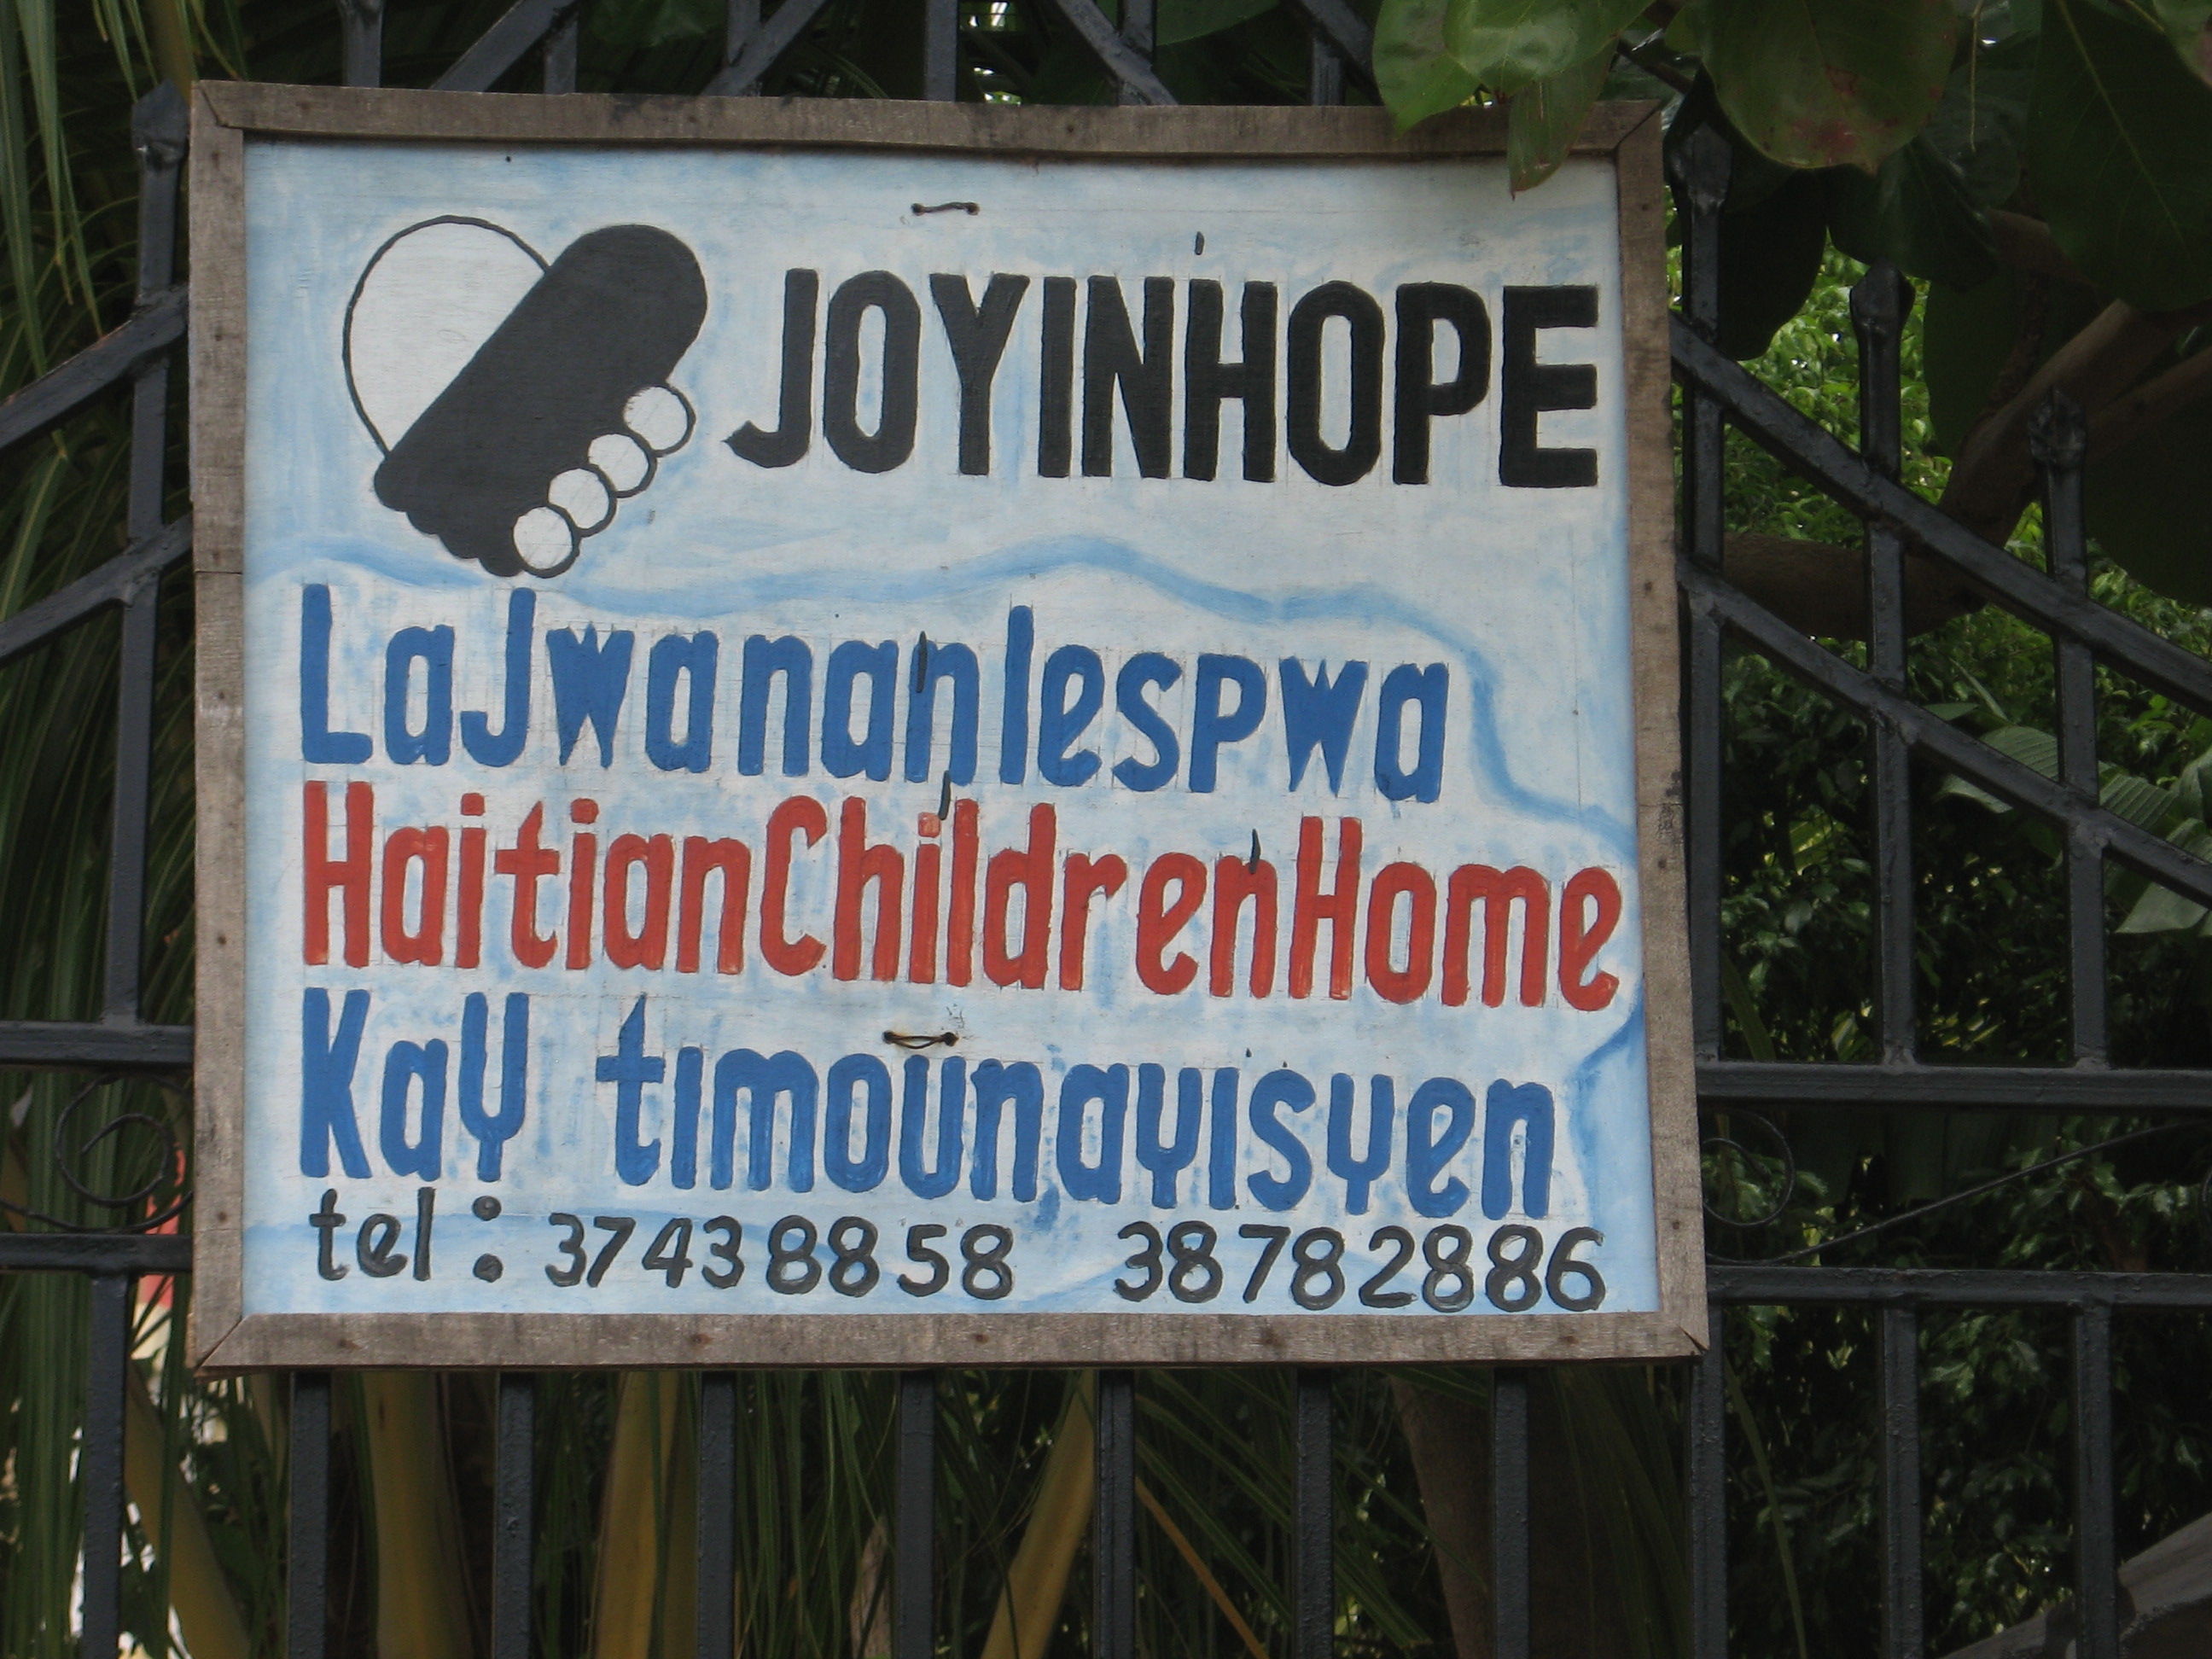 JOYINHOPE
LaJwananlespwa
HaitianChildrenHome
KaY timounayisyen
tel: 37438858 38782886